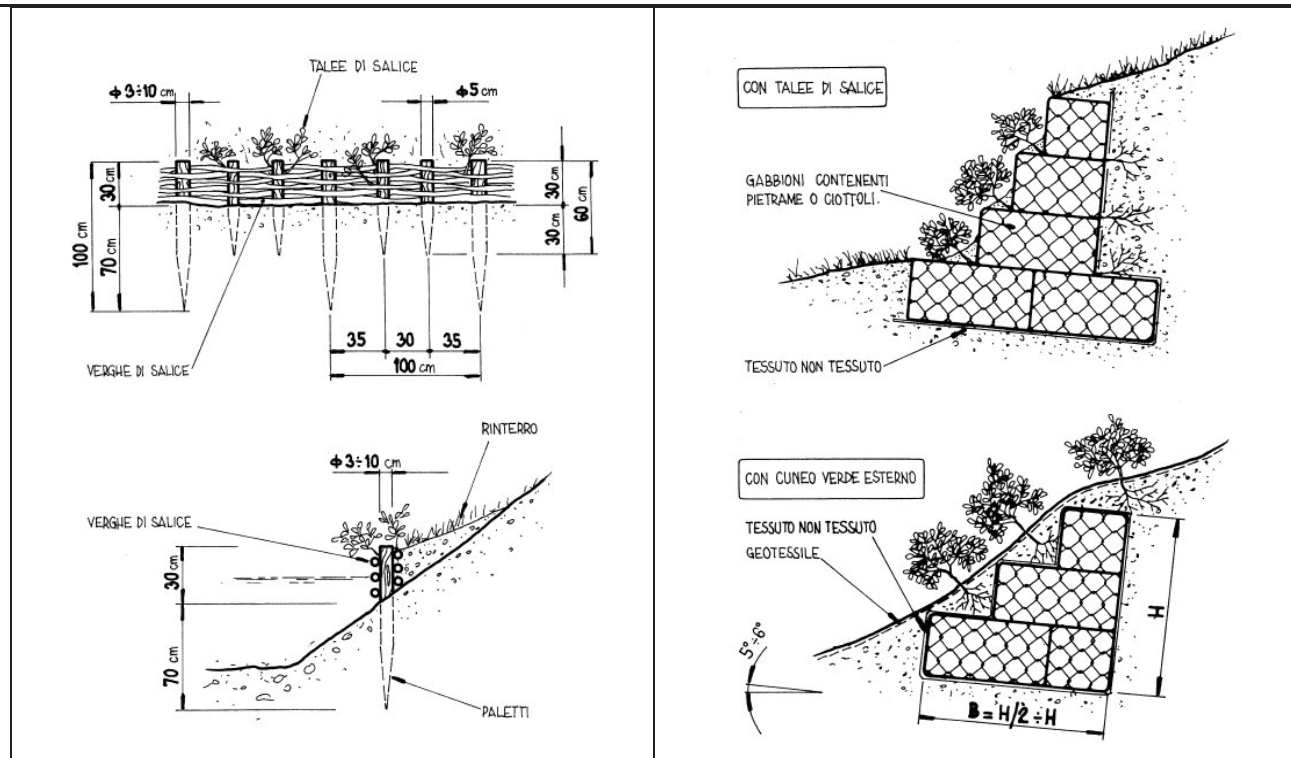 TALEE DI SALICE
ϕ 3÷10 cm
ϕ 5 cm
100 cm
30 cm
70 cm
30 cm
30 cm
60 cm
35 30 35
100 cm
VERGHE DI SALICE
RINTERRO
ϕ 3÷10 cm
VERGHE DI SALICE
30 cm
70 cm
PALETTI
CON TALEE DI SALICE
GABBIONI CONTENENTI
PIETRAME O CIOTTOLI.
TESSUTO NON TESSUTO
CON CUNEO VERDE ESTERNO
TESSUTO NON TESSUTO
GEOTESSILE
5°÷6°
H
B = H/2 ÷ H